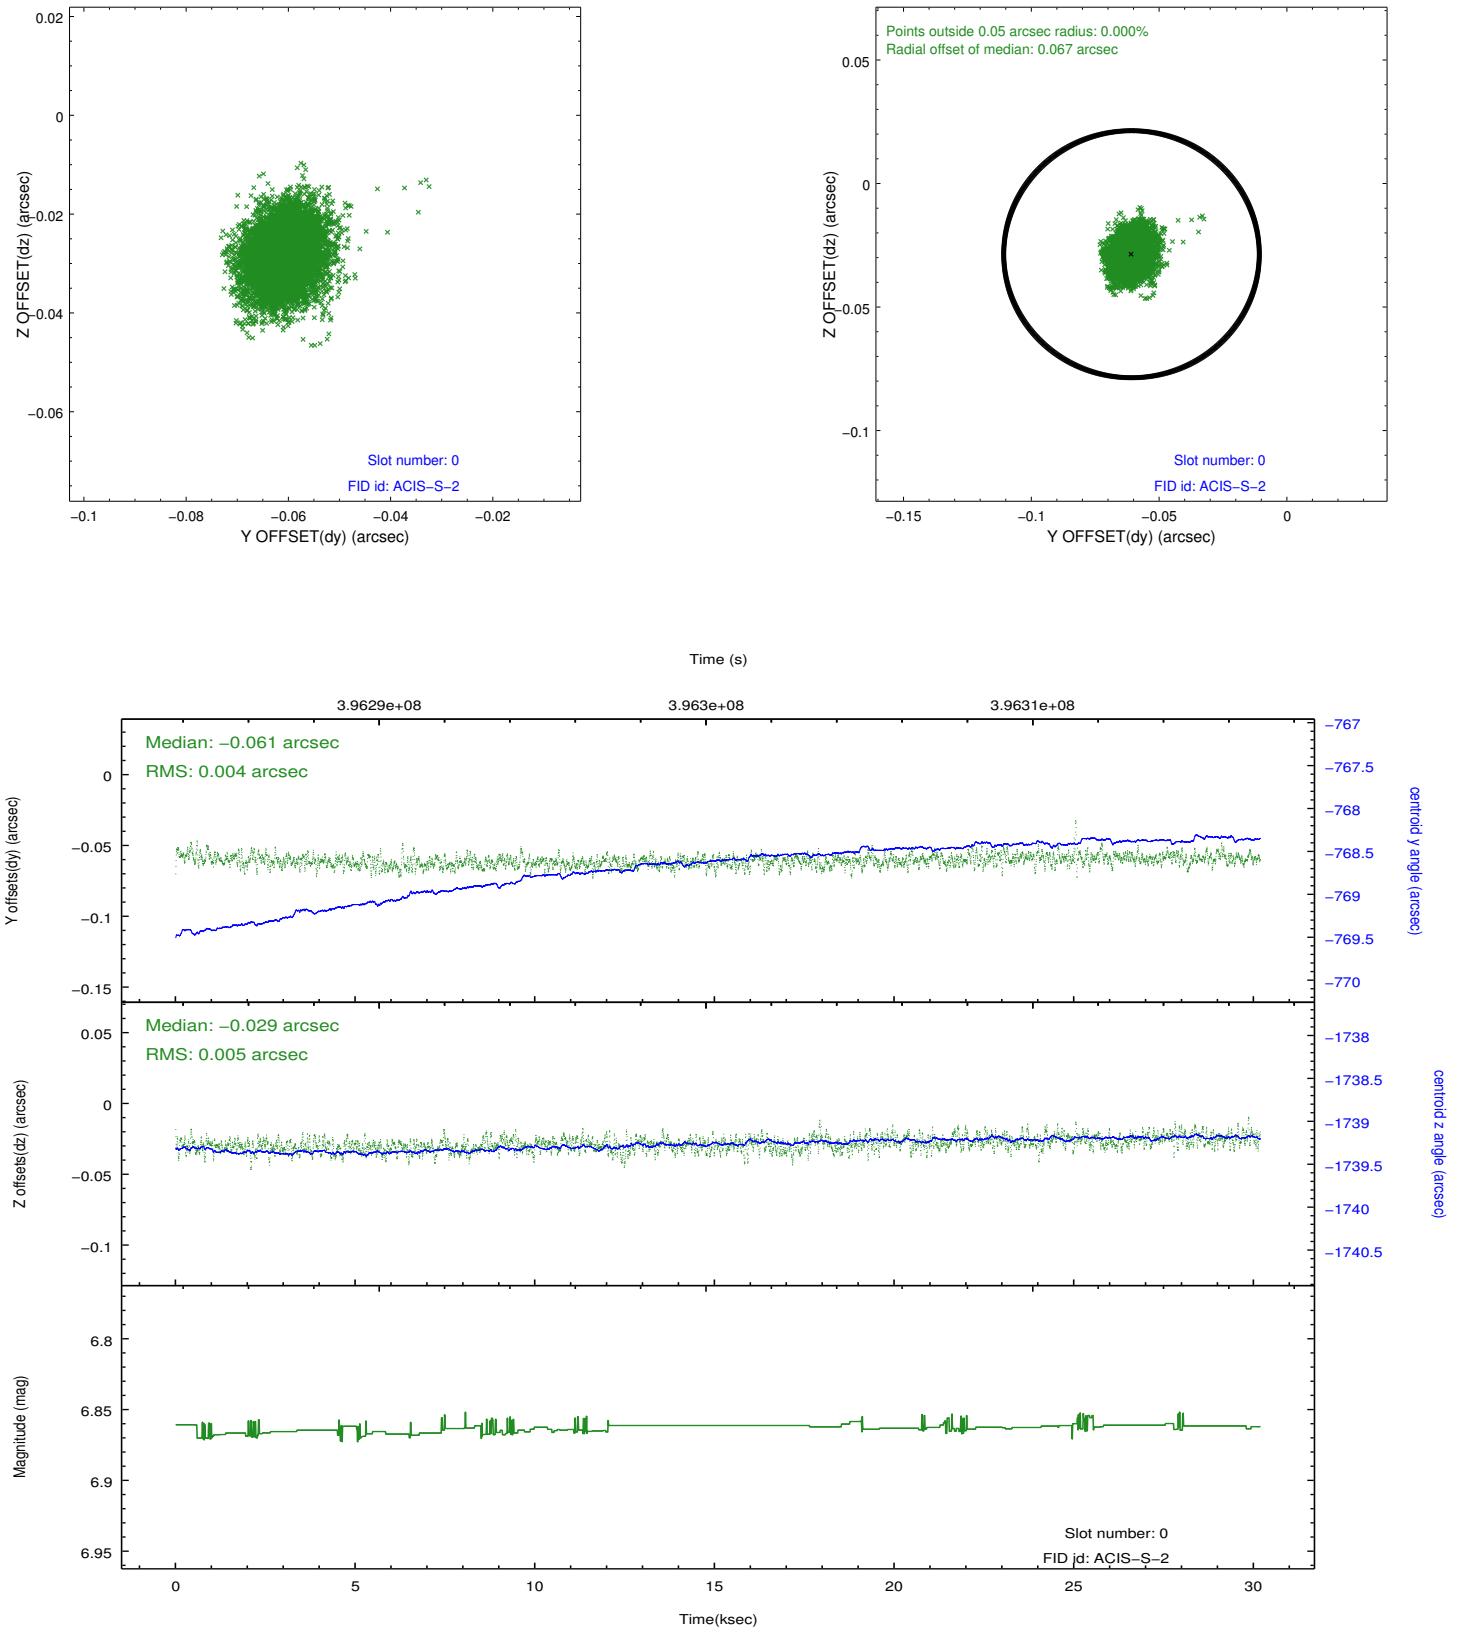 0.02
0
−0.02
−0.04
−0.06
Z OFFSET(dz) (arcsec)
Slot number: 0
FID id: ACIS−S−2
−0.1
−0.08
−0.06
−0.04
−0.02
Y OFFSET(dy) (arcsec)
Points outside 0.05 arcsec radius: 0.000%
Radial offset of median: 0.067 arcsec
0.05
0
−0.05
−0.1
Z OFFSET(dz) (arcsec)
Slot number: 0
FID id: ACIS−S−2
−0.15
−0.1
−0.05
0
Y OFFSET(dy) (arcsec)
Time (s)
3.9629e+08
3.963e+08
3.9631e+08
Median: −0.061 arcsec
RMS: 0.004 arcsec
0
−0.05
−0.1
−0.15
Y offsets(dy) (arcsec)
−767
−767.5
−768
−768.5
−769
−769.5
−770
centroid y angle (arcsec)
Median: −0.029 arcsec
RMS: 0.005 arcsec
0.05
0
−0.05
−0.1
Z offsets(dz) (arcsec)
−1738
−1738.5
−1739
−1739.5
−1740
−1740.5
centroid z angle (arcsec)
6.8
6.85
6.9
6.95
Magnitude (mag)
Slot number: 0
FID id: ACIS−S−2
0
5
10
15
20
25
30
Time(ksec)